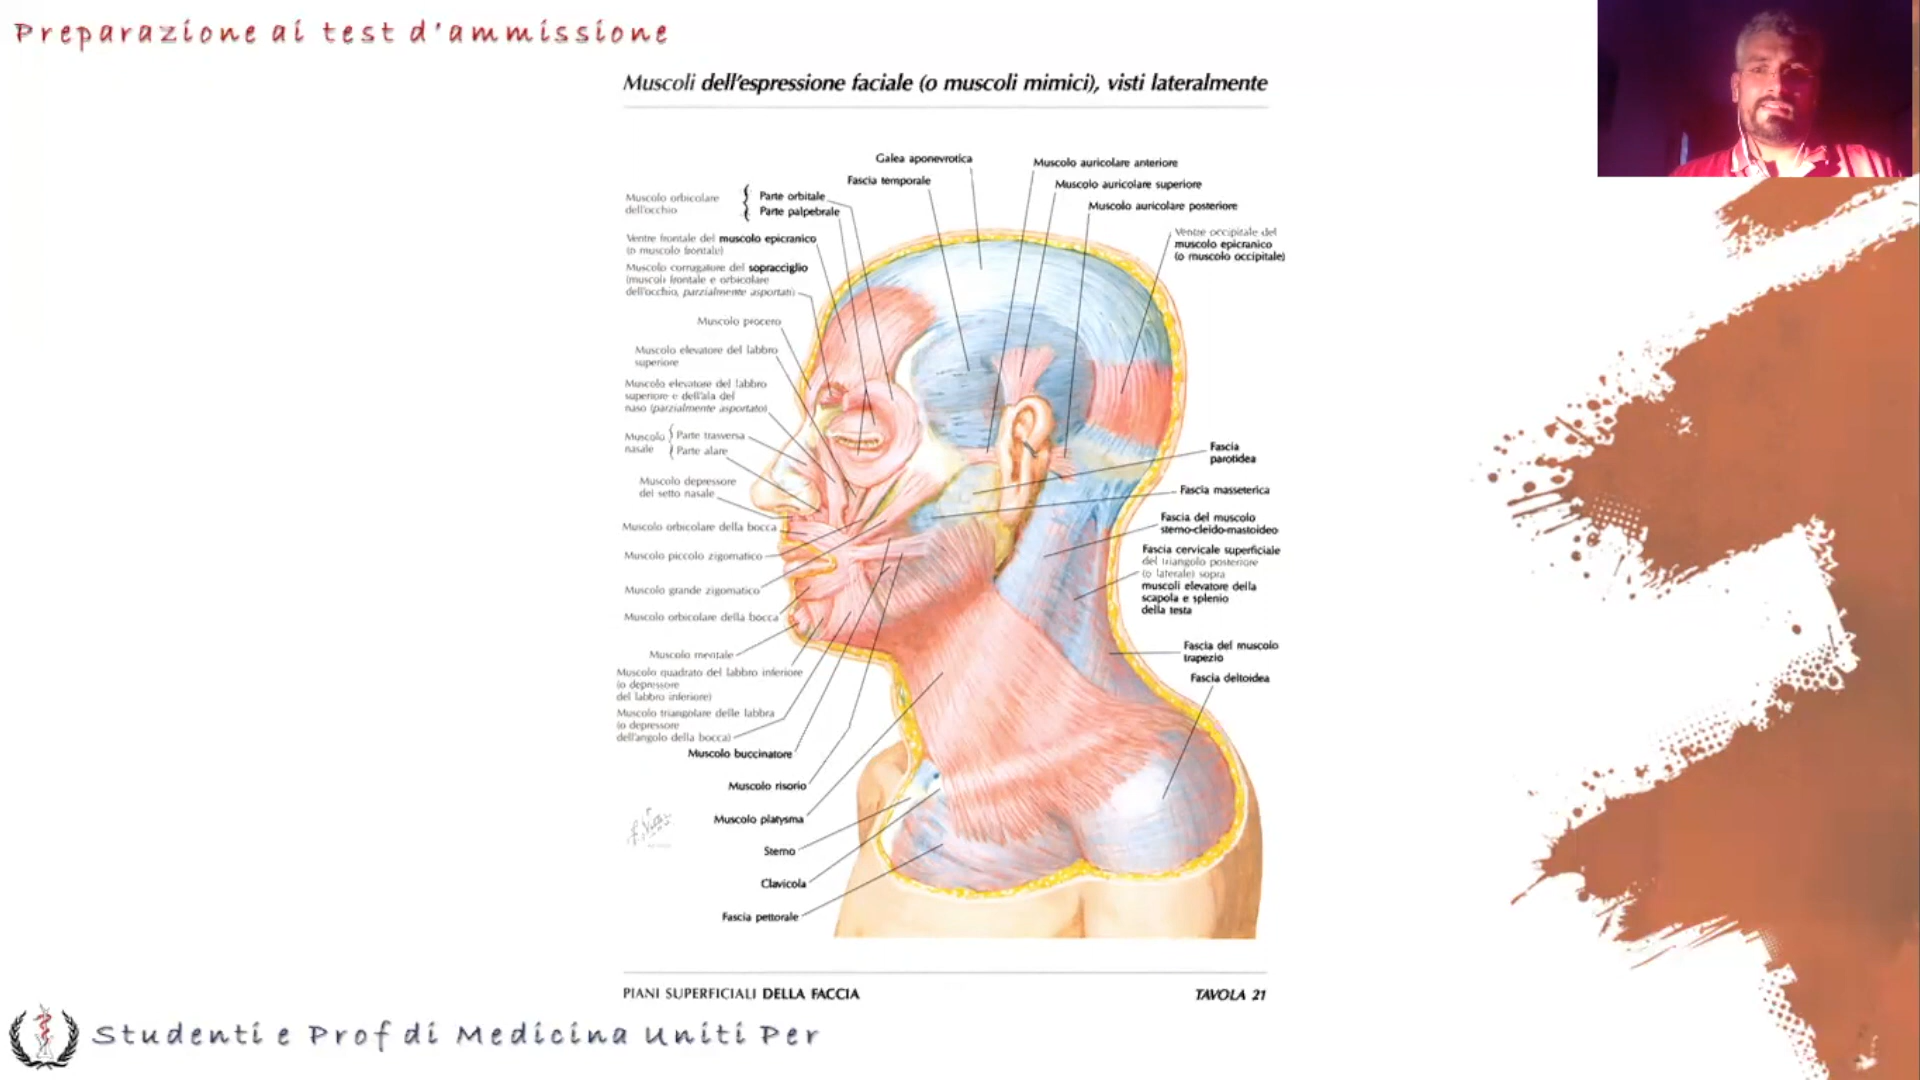 Preparazione ai test d'ammissione
Muscoli dell'espressione faciale (o muscoli mimici), visti lateralmente
Galea aponevrotica
Fascia temporale
Muscolo auricolare anteriore
Muscolo auricolare superiore
Muscolo auricolare posteriore
Muscolo orbicolare
dell'occhio
Parte orbitale
Parte palpebrale
Ventre frontale del muscolo epicranico
(o muscolo frontale)
Muscolo corrugatore del sopracciglio
(muscoli frontale e orbicolare
dell'occhio, parzialmente asportati)
Muscolo procero
Muscolo elevatore del labbro
superiore
Muscolo elevatore del labbro
superiore e dell'ala del
naso (parzialmente asportato)
Muscolo
nasale
Parte trasversa
Parte alare
Muscolo depressore
del setto nasale
Muscolo orbicolare della bocca
Muscolo piccolo zigomatico
Muscolo grande zigomatico
Muscolo orbicolare della bocca
Muscolo mentale
Muscolo quadrato del labbro inferiore
(o depressore
del labbro inferiore)
Muscolo triangolare delle labbra
(o depressore
dell'angolo della bocca)
Muscolo buccinatore
Muscolo risorio
Muscolo platysma
Sterno
Clavicola
Fascia pettorale
Ventre occipitale del
muscolo epicranico
(o muscolo occipitale)
Fascia
parotidea
Fascia masseterica
Fascia del muscolo
sterno-cleido-mastoideo
Fascia cervicale superficiale
del triangolo posteriore
(o laterale) sopra
muscoli elevatore della
scapola e splenio
della testa
Fascia del muscolo
trapezio
Fascia deltoidea
PIANI SUPERFICIALI DELLA FACCIA
TAVOLA 21
Studenti e Prof di Medicina Uniti Per